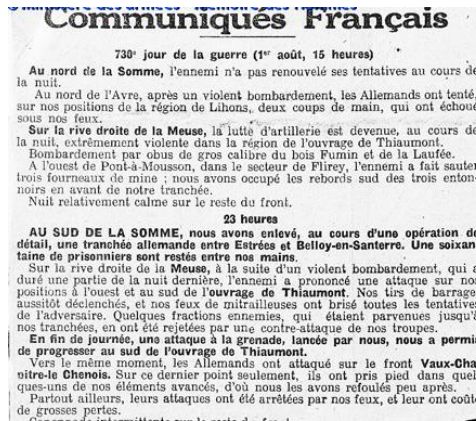 © Ministère des armées - Mémoire des hommes
Communiqués Français
730e jour de la guerre (1er août, 15 heures)
Au nord de la Somme, l'ennemi n'a pas renouvelé ses tentatives au cours de
la nuit.
Au nord de l'Avre, après un violent bombardement, les Allemands ont tenté,
sur nos positions de la région de Lihons, deux coups de main, qui ont échoué
sous nos feux.
Sur la rive droite de la Meuse, la lutte d'artillerie est devenue, au cours de
la nuit, extrêmement violente dans la région de l'ouvrage de Thiaumont.
Bombardement par obus de gros calibre du bois Fumin et de la Laufée.
A l'ouest de Pont-à-Mousson, dans le secteur de Flirey, l'ennemi a fait sauter
trois fourneaux de mine ; nous avons occupé les rebords sud des trois enton-
noirs en avant de notre tranchée.
Nuit relativement calme sur le reste du front.
23 heures
AU SUD DE LA SOMME, nous avons enlevé, au cours d'une opération de
détail, une tranchée allemande entre Estrées et Belloy-en-Santerre. Une soixan-
taine de prisonniers sont restés entre nos mains.
Sur la rive droite de la Meuse, à la suite d'un violent bombardement, qui a
duré une partie de la nuit dernière, l'ennemi a prononcé une attaque sur nos
positions à l'ouest et au sud de l'ouvrage de Thiaumont. Nos tirs de barrage,
aussitôt déclenchés, et nos feux de mitrailleuses ont brisé toutes les tentatives
de l'adversaire. Quelques fractions ennemies, qui étaient parvenues jusqu'à
nos tranchées, en ont été rejetées par une contre-attaque de nos troupes.
En fin de journée, une attaque à la grenade, lancée par nous, nous a permis
de progresser au sud de l'ouvrage de Thiaumont.
Vers le même moment, les Allemands ont attaqué sur le front Vaux-Cha-
pitre-le Chenois. Sur ce dernier point seulement, ils ont pris pied dans quel-
ques-uns de nos éléments avancés, d'où nous les avons refoulés peu après.
Partout ailleurs, leurs attaques ont été arrêtées par nos feux, et leur ont coûté
de grosses pertes.